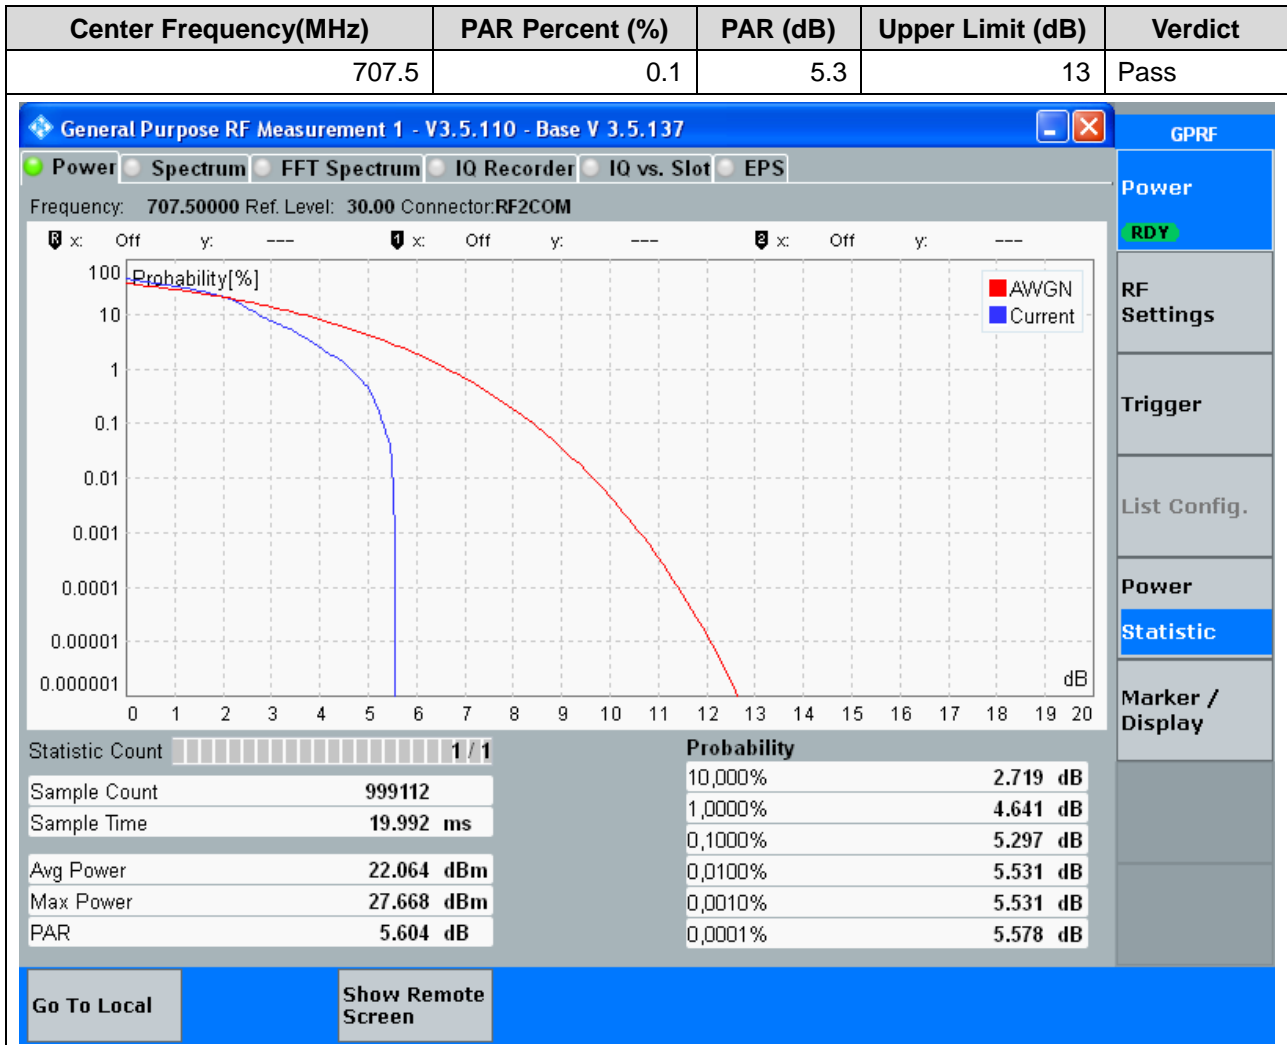 Center Frequency(MHz) PAR Percent (%) PAR (dB) Upper Limit (dB) Verdict
707.5 0.1 5.3 13 Pass
General Purpose RF Measurement 1 - V3.5.110 - Base V 3.5.137
GPRF
Power Spectrum FFT Spectrum IQ Recorder IQ vs. Slot EPS
Power
RDY
Frequency: 707.50000 Ref. Level: 30.00 Connector:RF2COM
R x: Off y: --- 1 x: Off y: --- 2 x: Off y: ---
Probability[%]
AWGN
Current
100
10
1
0.1
0.01
0.001
0.0001
0.00001
0.000001
dB
0 1 2 3 4 5 6 7 8 9 10 11 12 13 14 15 16 17 18 19 20
RF
Settings
Trigger
List Config.
Power
Statistic
Marker /
Display
Statistic Count 1 / 1
Sample Count 999112
Sample Time 19.992 ms
Avg Power 22.064 dBm
Max Power 27.668 dBm
PAR 5.604 dB
Probability
10,000% 2.719 dB
1,0000% 4.641 dB
0,1000% 5.297 dB
0,0100% 5.531 dB
0,0010% 5.531 dB
0,0001% 5.578 dB
Go To Local
Show Remote
Screen